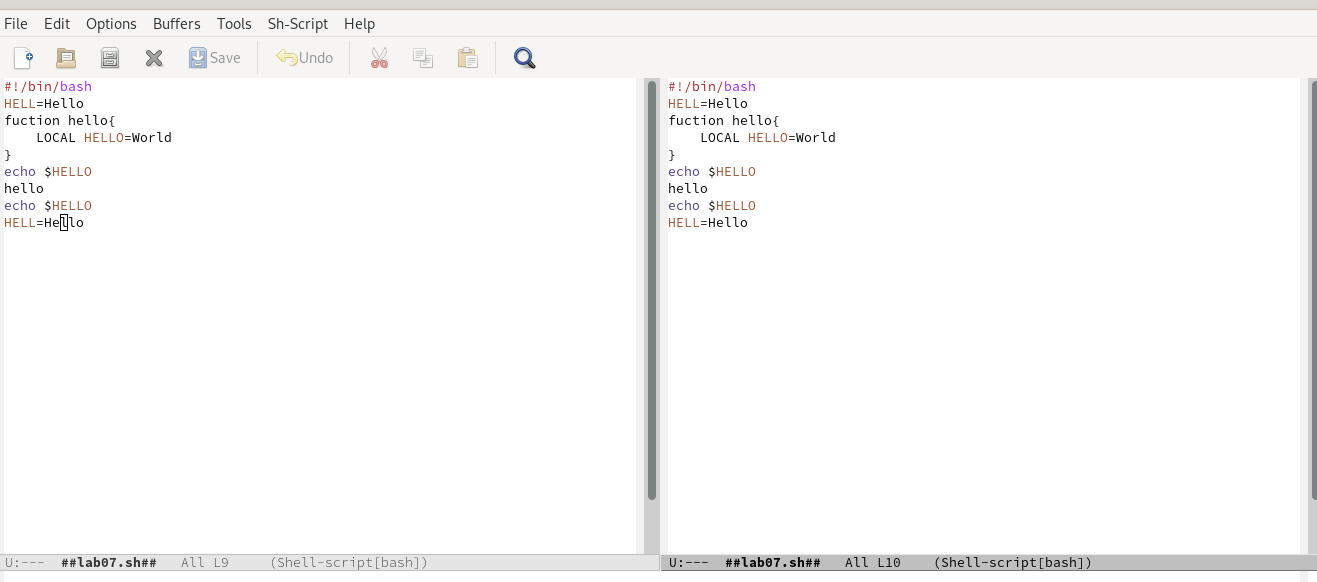 File Edit Options Buffers Tools Sh-Script Help
Save Undo
#!/bin/bash
HELL=Hello
fuction hello{
    LOCAL HELLO=World
}
echo $HELLO
hello
echo $HELLO
HELL=Hello
U:--- ##lab07.sh## All L9 (Shell-script[bash])
#!/bin/bash
HELL=Hello
fuction hello{
    LOCAL HELLO=World
}
echo $HELLO
hello
echo $HELLO
HELL=Hello
U:--- ##lab07.sh## All L10 (Shell-script[bash])